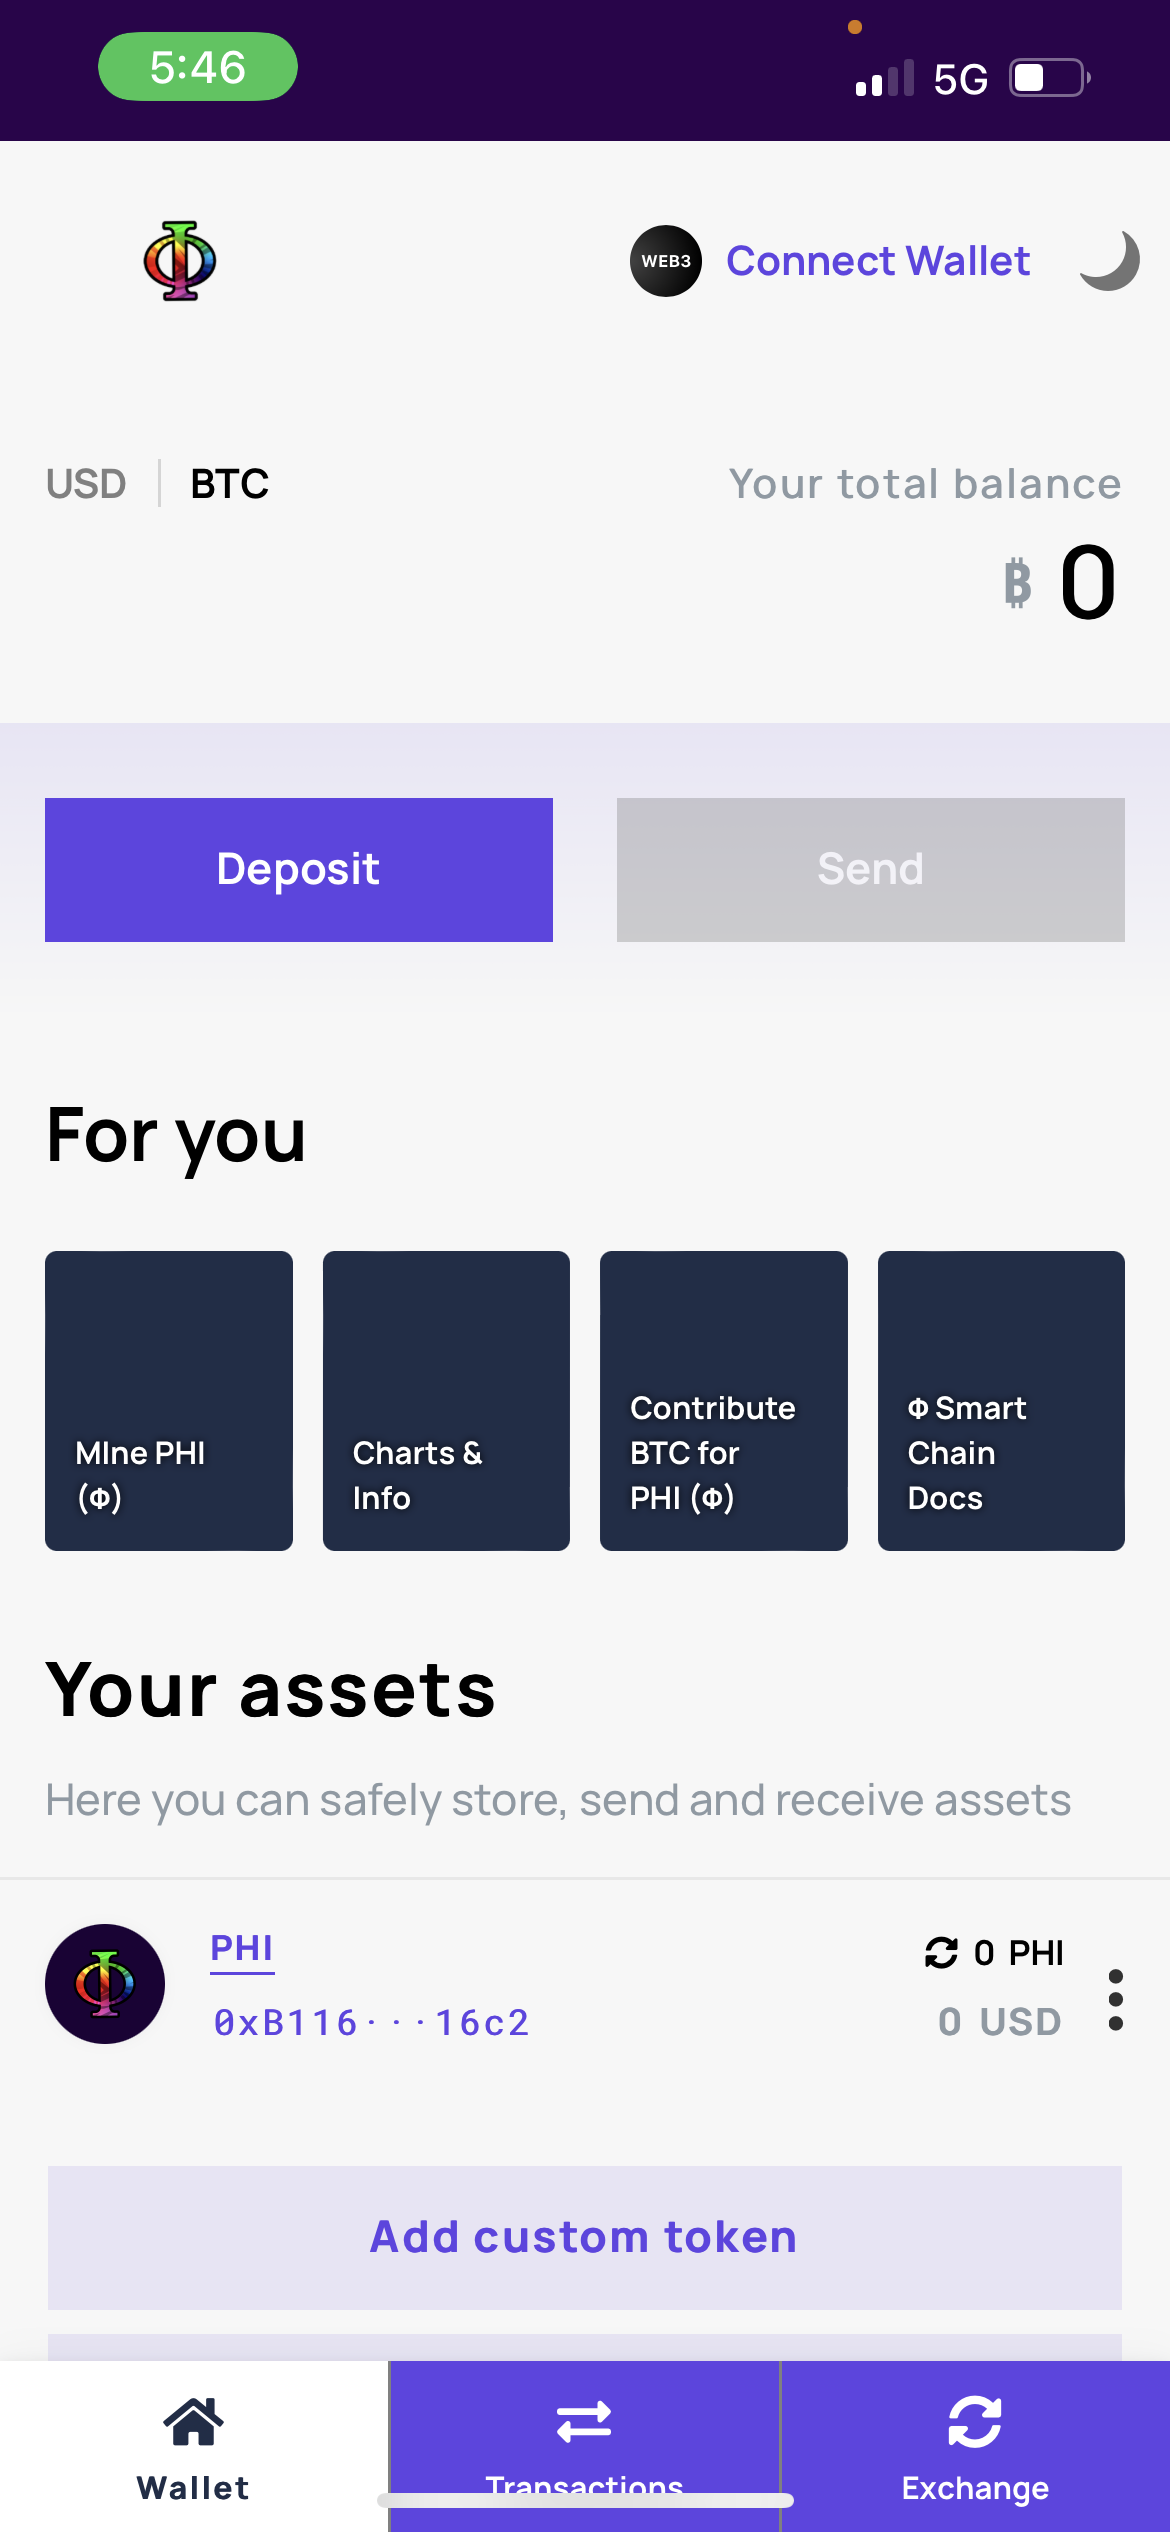 5:46
5G
WEB3
Connect Wallet
USD
BTC
Your total balance
฿ 0
Deposit
Send
For you
MIne PHI
(Φ)
Charts &
Info
Contribute
BTC for
PHI (Φ)
Φ Smart
Chain
Docs
Your assets
Here you can safely store, send and receive assets
PHI
0 PHI
0xB116···16c2
0 USD
Add custom token
Wallet
Transactions
Exchange